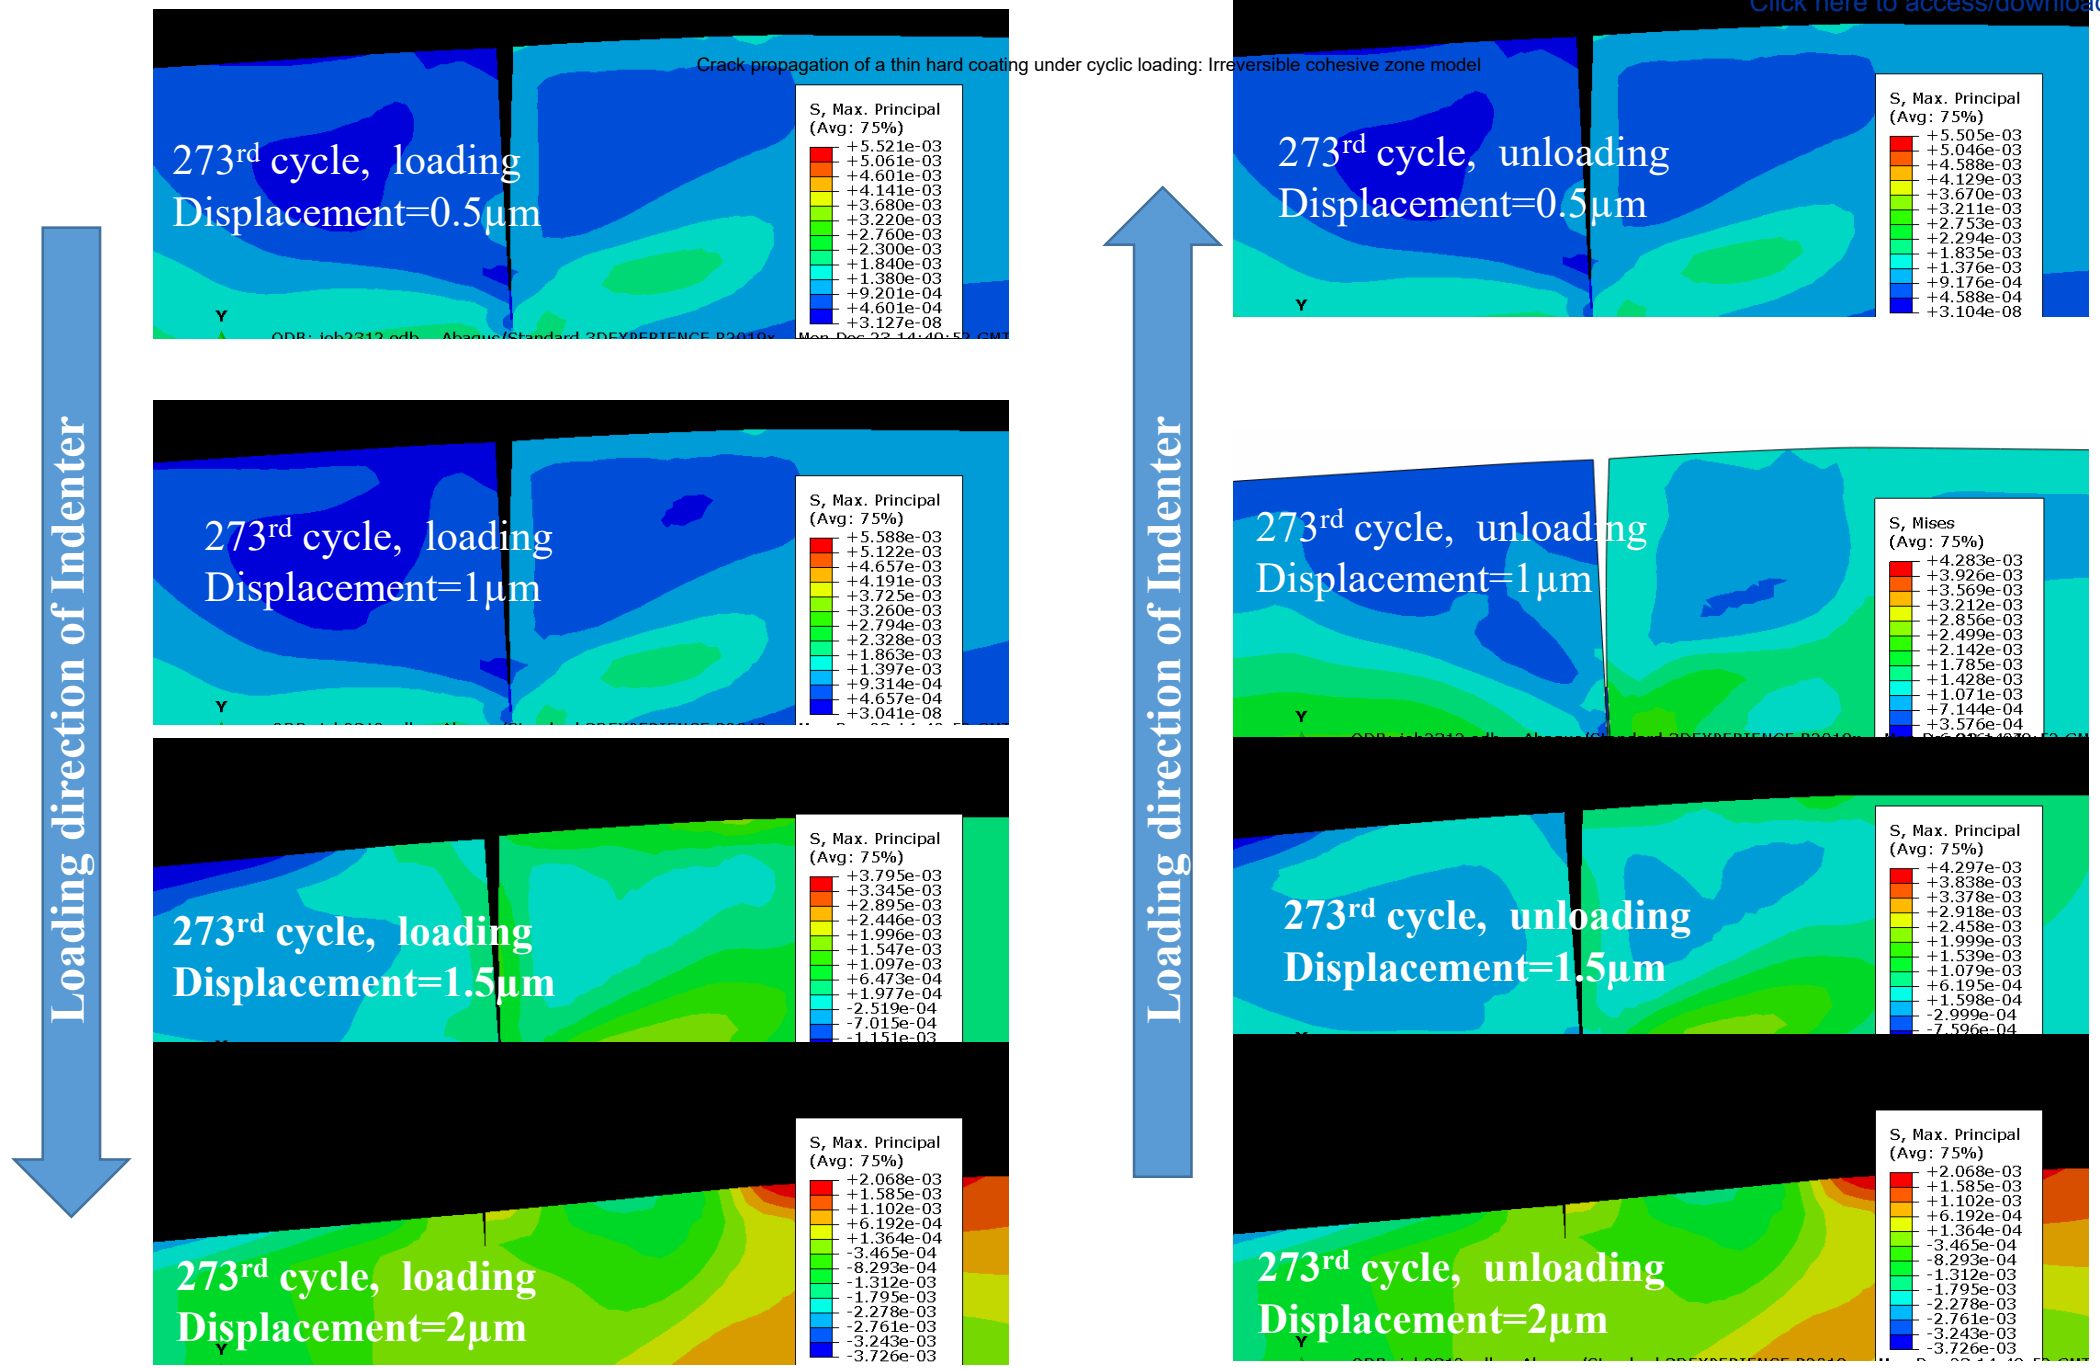 Click here to access/download
Crack propagation of a thin hard coating under cyclic loading: Irreversible cohesive zone model
Loading direction of Indenter
273rd cycle, loading
Displacement=0.5µm
S, Max. Principal
(Avg: 75%)
+5.521e-03
+5.061e-03
+4.601e-03
+4.141e-03
+3.680e-03
+3.220e-03
+2.760e-03
+2.300e-03
+1.840e-03
+1.380e-03
+9.201e-04
+4.601e-04
+3.127e-08
Y
ODB: job2312.odb Abaqus/Standard 3DEXPERIENCE R2019x Mon Dec 23 14:49:52 GMT
273rd cycle, loading
Displacement=1µm
S, Max. Principal
(Avg: 75%)
+5.588e-03
+5.122e-03
+4.657e-03
+4.191e-03
+3.725e-03
+3.260e-03
+2.794e-03
+2.328e-03
+1.863e-03
+1.397e-03
+9.314e-04
+4.657e-04
+3.041e-08
Y
273rd cycle, loading
Displacement=1.5µm
S, Max. Principal
(Avg: 75%)
+3.795e-03
+3.345e-03
+2.895e-03
+2.446e-03
+1.996e-03
+1.547e-03
+1.097e-03
+6.473e-04
+1.977e-04
-2.519e-04
-7.015e-04
-1.151e-03
273rd cycle, loading
Displacement=2µm
S, Max. Principal
(Avg: 75%)
+2.068e-03
+1.585e-03
+1.102e-03
+6.192e-04
+1.364e-04
-3.465e-04
-8.293e-04
-1.312e-03
-1.795e-03
-2.278e-03
-2.761e-03
-3.243e-03
-3.726e-03
Y
Loading direction of Indenter
273rd cycle, unloading
Displacement=0.5µm
S, Max. Principal
(Avg: 75%)
+5.505e-03
+5.046e-03
+4.588e-03
+4.129e-03
+3.670e-03
+3.211e-03
+2.753e-03
+2.294e-03
+1.835e-03
+1.376e-03
+9.176e-04
+4.588e-04
+3.104e-08
Y
273rd cycle, unloading
Displacement=1µm
S, Mises
(Avg: 75%)
+4.283e-03
+3.926e-03
+3.569e-03
+3.212e-03
+2.856e-03
+2.499e-03
+2.142e-03
+1.785e-03
+1.428e-03
+1.071e-03
+7.144e-04
+3.576e-04
Y
273rd cycle, unloading
Displacement=1.5µm
S, Max. Principal
(Avg: 75%)
+4.297e-03
+3.838e-03
+3.378e-03
+2.918e-03
+2.458e-03
+1.999e-03
+1.539e-03
+1.079e-03
+6.195e-04
+1.598e-04
-2.999e-04
-7.596e-04
273rd cycle, unloading
Displacement=2µm
S, Max. Principal
(Avg: 75%)
+2.068e-03
+1.585e-03
+1.102e-03
+6.192e-04
+1.364e-04
-3.465e-04
-8.293e-04
-1.312e-03
-1.795e-03
-2.278e-03
-2.761e-03
-3.243e-03
-3.726e-03
Y